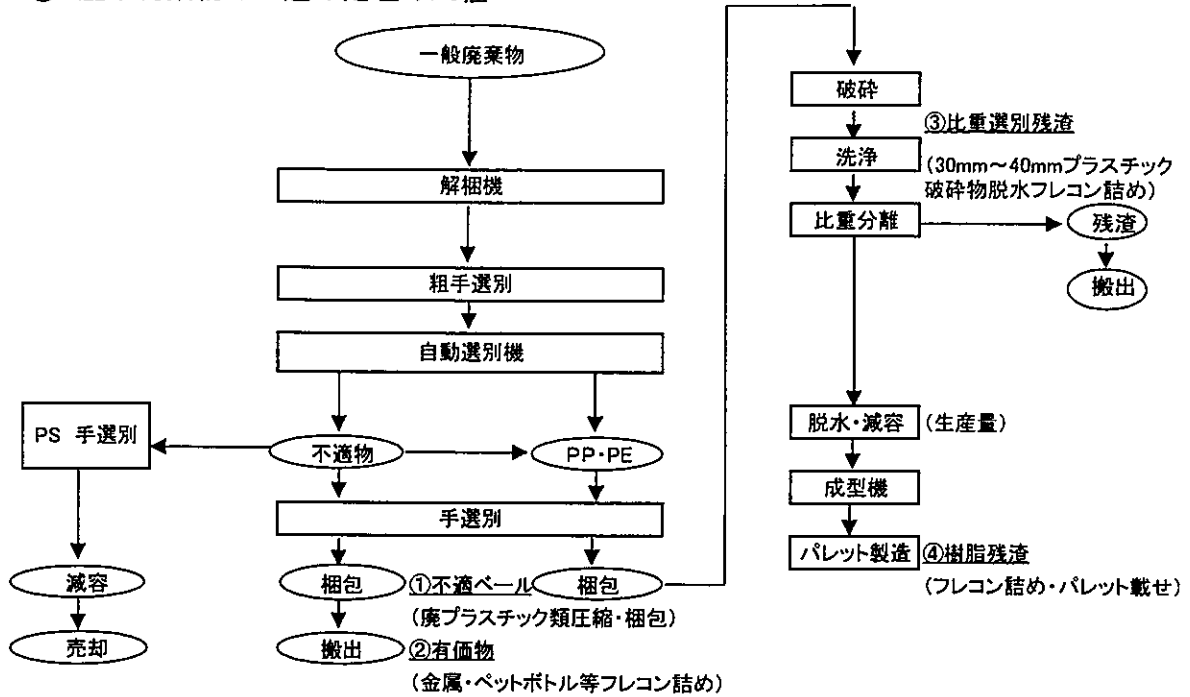 一般廃棄物
解梱機
粗手選別
自動選別機
PS 手選別
不適物
PP・PE
手選別
減容
梱包
①不適ベール
梱包
(廃プラスチック類圧縮・梱包)
売却
搬出
②有価物
(金属・ペットボトル等フレコン詰め)
破砕
③比重選別残渣
洗浄
(30mm～40mmプラスチック
破砕物脱水フレコン詰め)
比重分離
残渣
搬出
脱水・減容
(生産量)
成型機
パレット製造
④樹脂残渣
(フレコン詰め・パレット載せ)